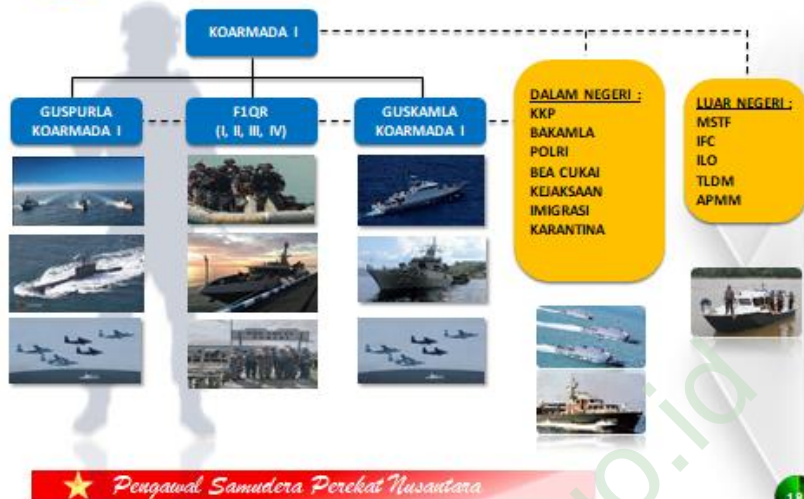 KOARMADA I
GUSPURLA
KOARMADA I
F1QR
(I, II, III, IV)
GUSKAMLA
KOARMADA I
DALAM NEGERI :
KKP
BAKAMLA
POLRI
BEA CUKAI
KEJAKSAAN
IMIGRASI
KARANTINA
LUAR NEGERI :
MSTF
IFC
ILO
TLDM
APMM
Pengawal Samudera Perekat Nusantara